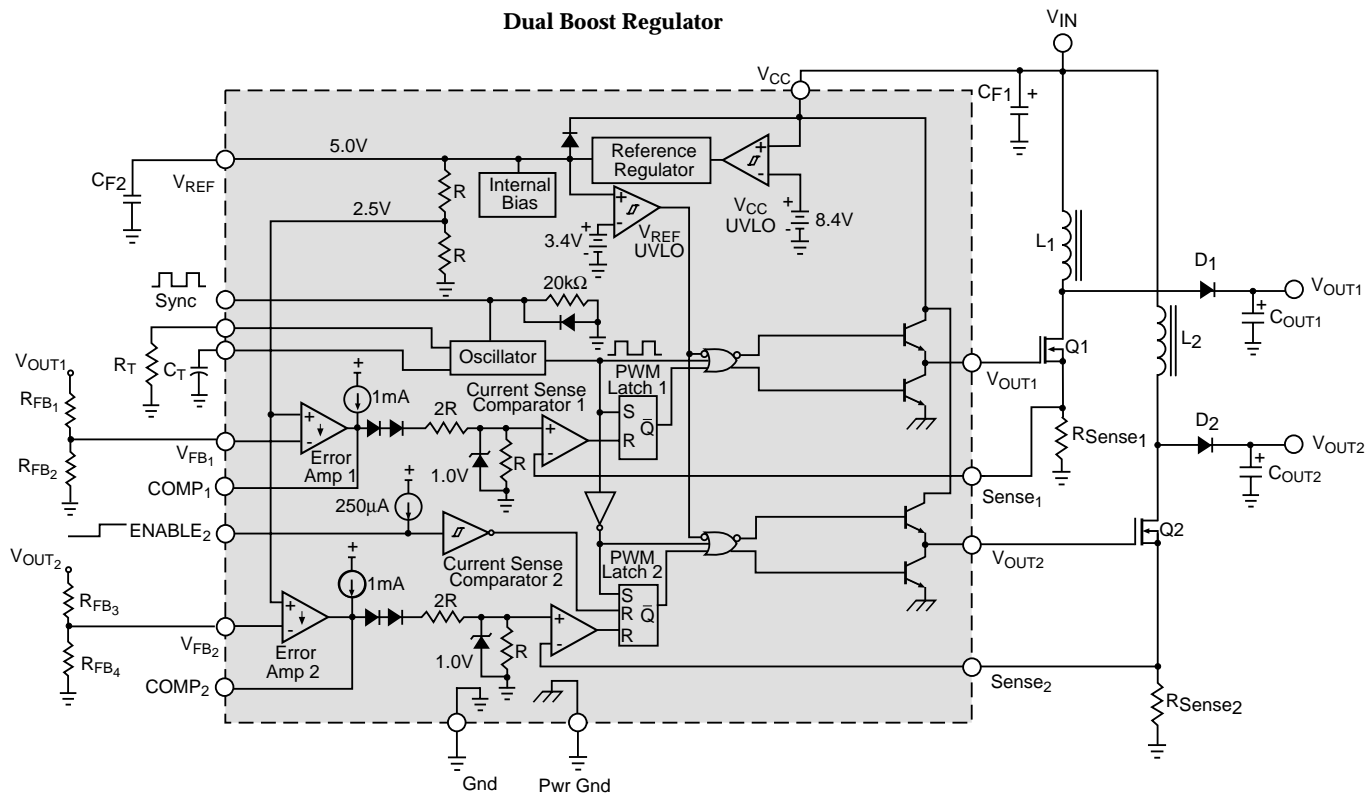 Dual Boost Regulator
VIN
VCC
CF1
+
5.0V
Reference
Regulator
+
-
CF2
VREF
R
Internal
Bias
+
-
VCC
UVLO
+
-
8.4V
2.5V
3.4V
+
-
VREF
UVLO
R
L1
D1
VOUT1
Sync
20kΩ
+
COUT1
RT
CT
Oscillator
Q1
L2
VOUT1
VOUT1
RFB1
+
1mA
Current Sense
Comparator 1
PWM
Latch 1
S
R
Q̅
2R
+
-
+
-
VFB1
RFB2
Error
Amp 1
1.0V
R
RSense1
D2
VOUT2
+
COUT2
COMP1
+
250µA
Sense1
ENABLE2
Q2
VOUT2
Current Sense
Comparator 2
PWM
Latch 2
VOUT2
+
1mA
S
R
R
Q̅
RFB3
+
-
2R
+
-
VFB2
RFB4
Error
Amp 2
1.0V
R
COMP2
Sense2
RSense2
Gnd
Pwr Gnd